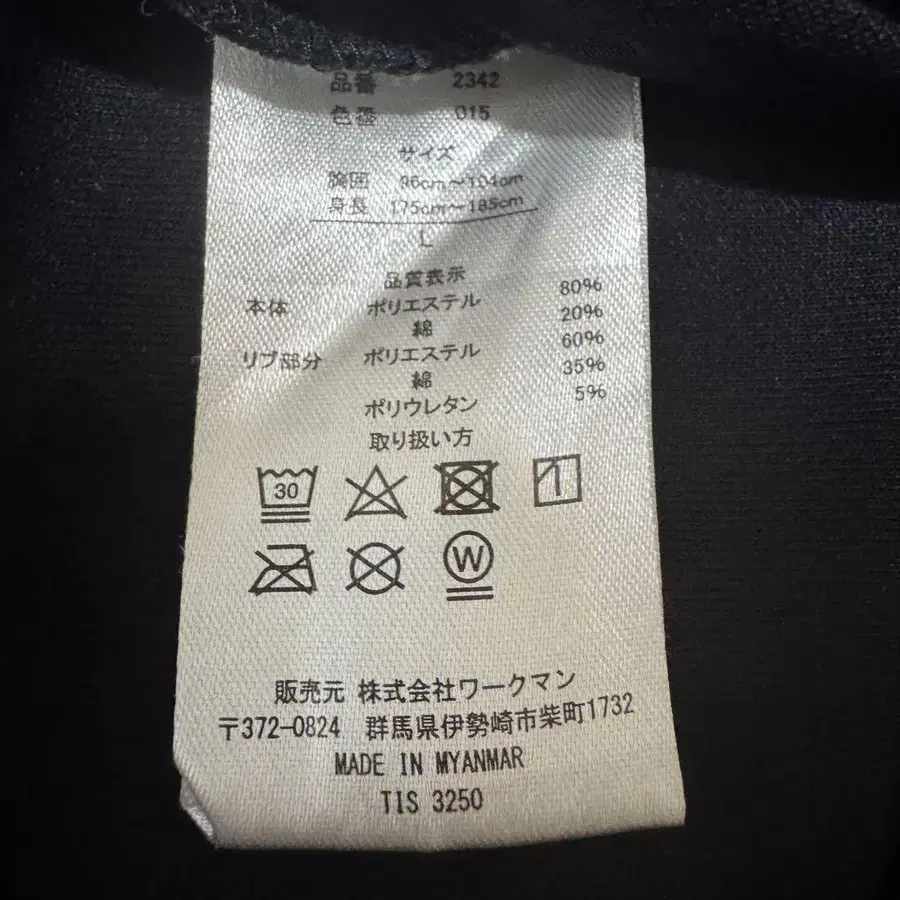 品番 2342
色番 015
サイズ
胸囲 96cm～104cm
身長 175cm～185cm
L
品質表示
本体 ポリエステル 80%
綿 20%
リブ部分 ポリエステル 60%
綿 35%
ポリウレタン 5%
取り扱い方
30
W
販売元 株式会社ワークマン
〒372-0824 群馬県伊勢崎市柴町1732
MADE IN MYANMAR
TIS 3250